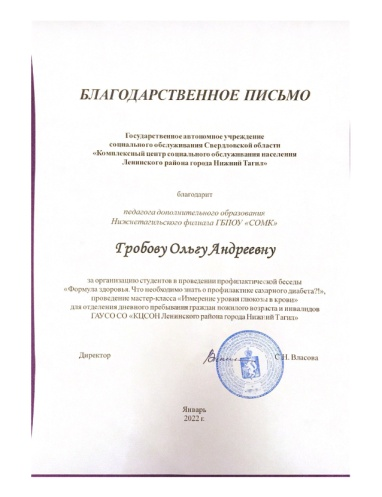 БЛАГОДАРСТВЕННОЕ ПИСЬМО
Государственное автономное учреждение
социального обслуживания Свердловской области
«Комплексный центр социального обслуживания населения
Ленинского района города Нижний Тагил»
благодарит
педагога дополнительного образования
Нижнетагильского филиала ГБПОУ «СОМК»
Гробову Ольгу Андреевну
за организацию студентов и проведении профилактической беседы
«Формула здоровья. Что необходимо знать о профилактике сахарного диабета?!»,
проведение мастер-класса «Измерение уровня глюкозы в крови»
для отделения дневного пребывания граждан пожилого возраста и инвалидов
ГАУСО СО «КЦСОН Ленинского района города Нижний Тагил»
Директор
С.Н. Власова
Январь
2022 г.